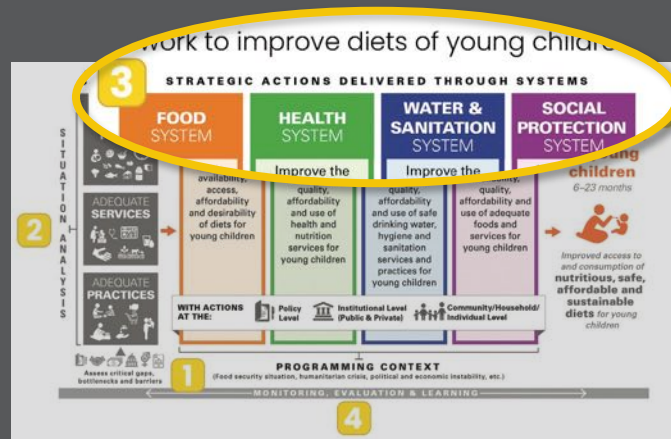 work to improve diets of young childre
3
STRATEGIC ACTIONS DELIVERED THROUGH SYSTEMS
FOOD
SYSTEM
HEALTH
SYSTEM
WATER &
SANITATION
SYSTEM
SOCIAL
PROTECTION
SYSTEM
Improve the
Improve the
availability,
access,
affordability
and desirability
of diets for
young children
quality,
affordability
and use of
health and
nutrition
services for
young children
quality,
affordability
and use of safe
drinking water,
hygiene and
sanitation
services and
practices for
young children
quality,
affordability and
use of adequate
foods and
services for
young children
children
6–23 months
Improved access to
and consumption of
nutritious, safe,
affordable and
sustainable
diets for young
children
SITUATION ANALYSIS
2
ADEQUATE
SERVICES
ADEQUATE
PRACTICES
Assess critical gaps,
bottlenecks and barriers
WITH ACTIONS
AT THE:
Policy
Level
Institutional Level
(Public & Private)
Community/Household/
Individual Level
1
PROGRAMMING CONTEXT
(Food security situation, humanitarian crisis, political and economic instability, etc.)
MONITORING, EVALUATION & LEARNING
4